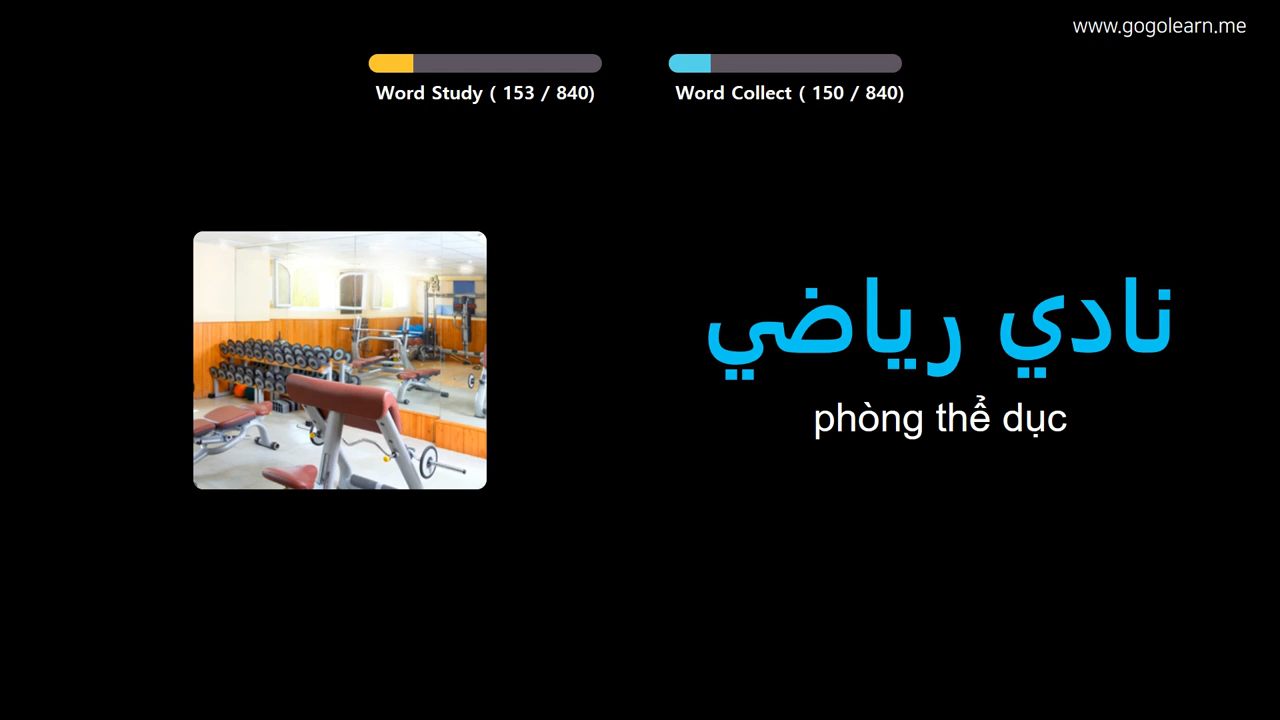 www.gogolearn.me
Word Study ( 153 / 840)
Word Collect ( 150 / 840)
نادي رياضي
phòng thể dục